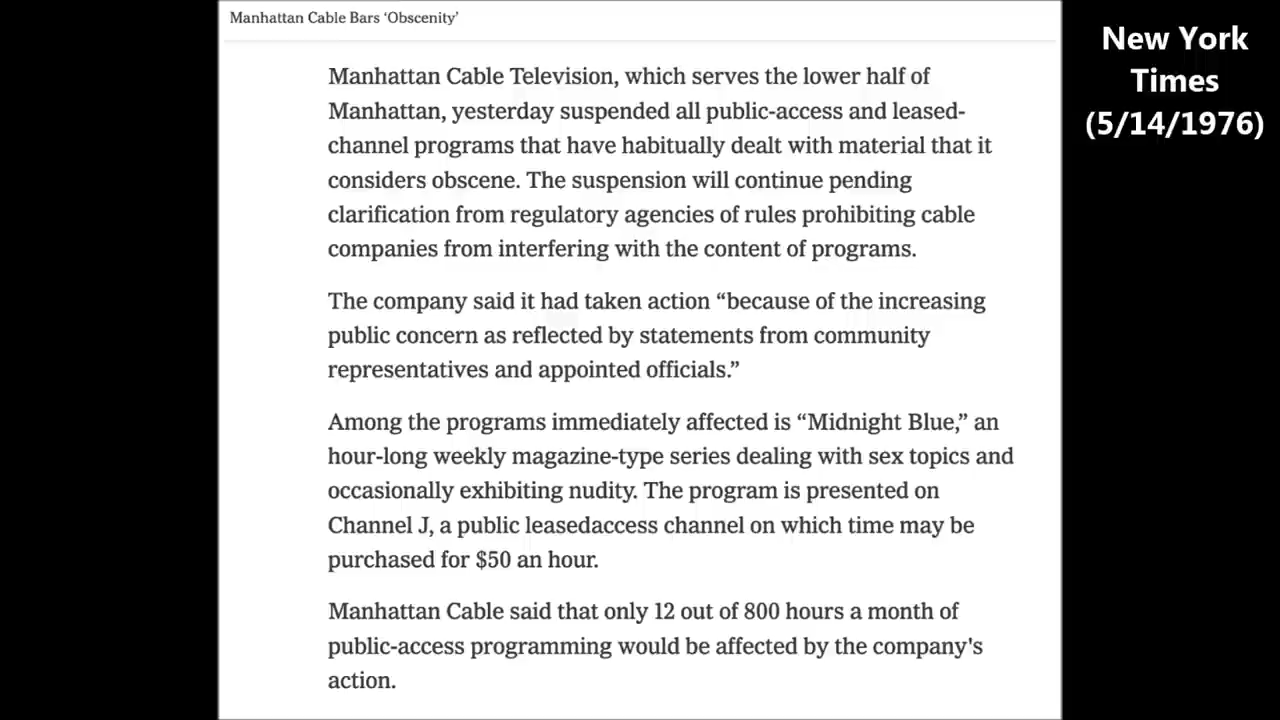 Manhattan Cable Bars ‘Obscenity’
New York
Times
(5/14/1976)
Manhattan Cable Television, which serves the lower half of
Manhattan, yesterday suspended all public-access and leased-
channel programs that have habitually dealt with material that it
considers obscene. The suspension will continue pending
clarification from regulatory agencies of rules prohibiting cable
companies from interfering with the content of programs.
The company said it had taken action “because of the increasing
public concern as reflected by statements from community
representatives and appointed officials.”
Among the programs immediately affected is “Midnight Blue,” an
hour-long weekly magazine-type series dealing with sex topics and
occasionally exhibiting nudity. The program is presented on
Channel J, a public leasedaccess channel on which time may be
purchased for $50 an hour.
Manhattan Cable said that only 12 out of 800 hours a month of
public-access programming would be affected by the company's
action.